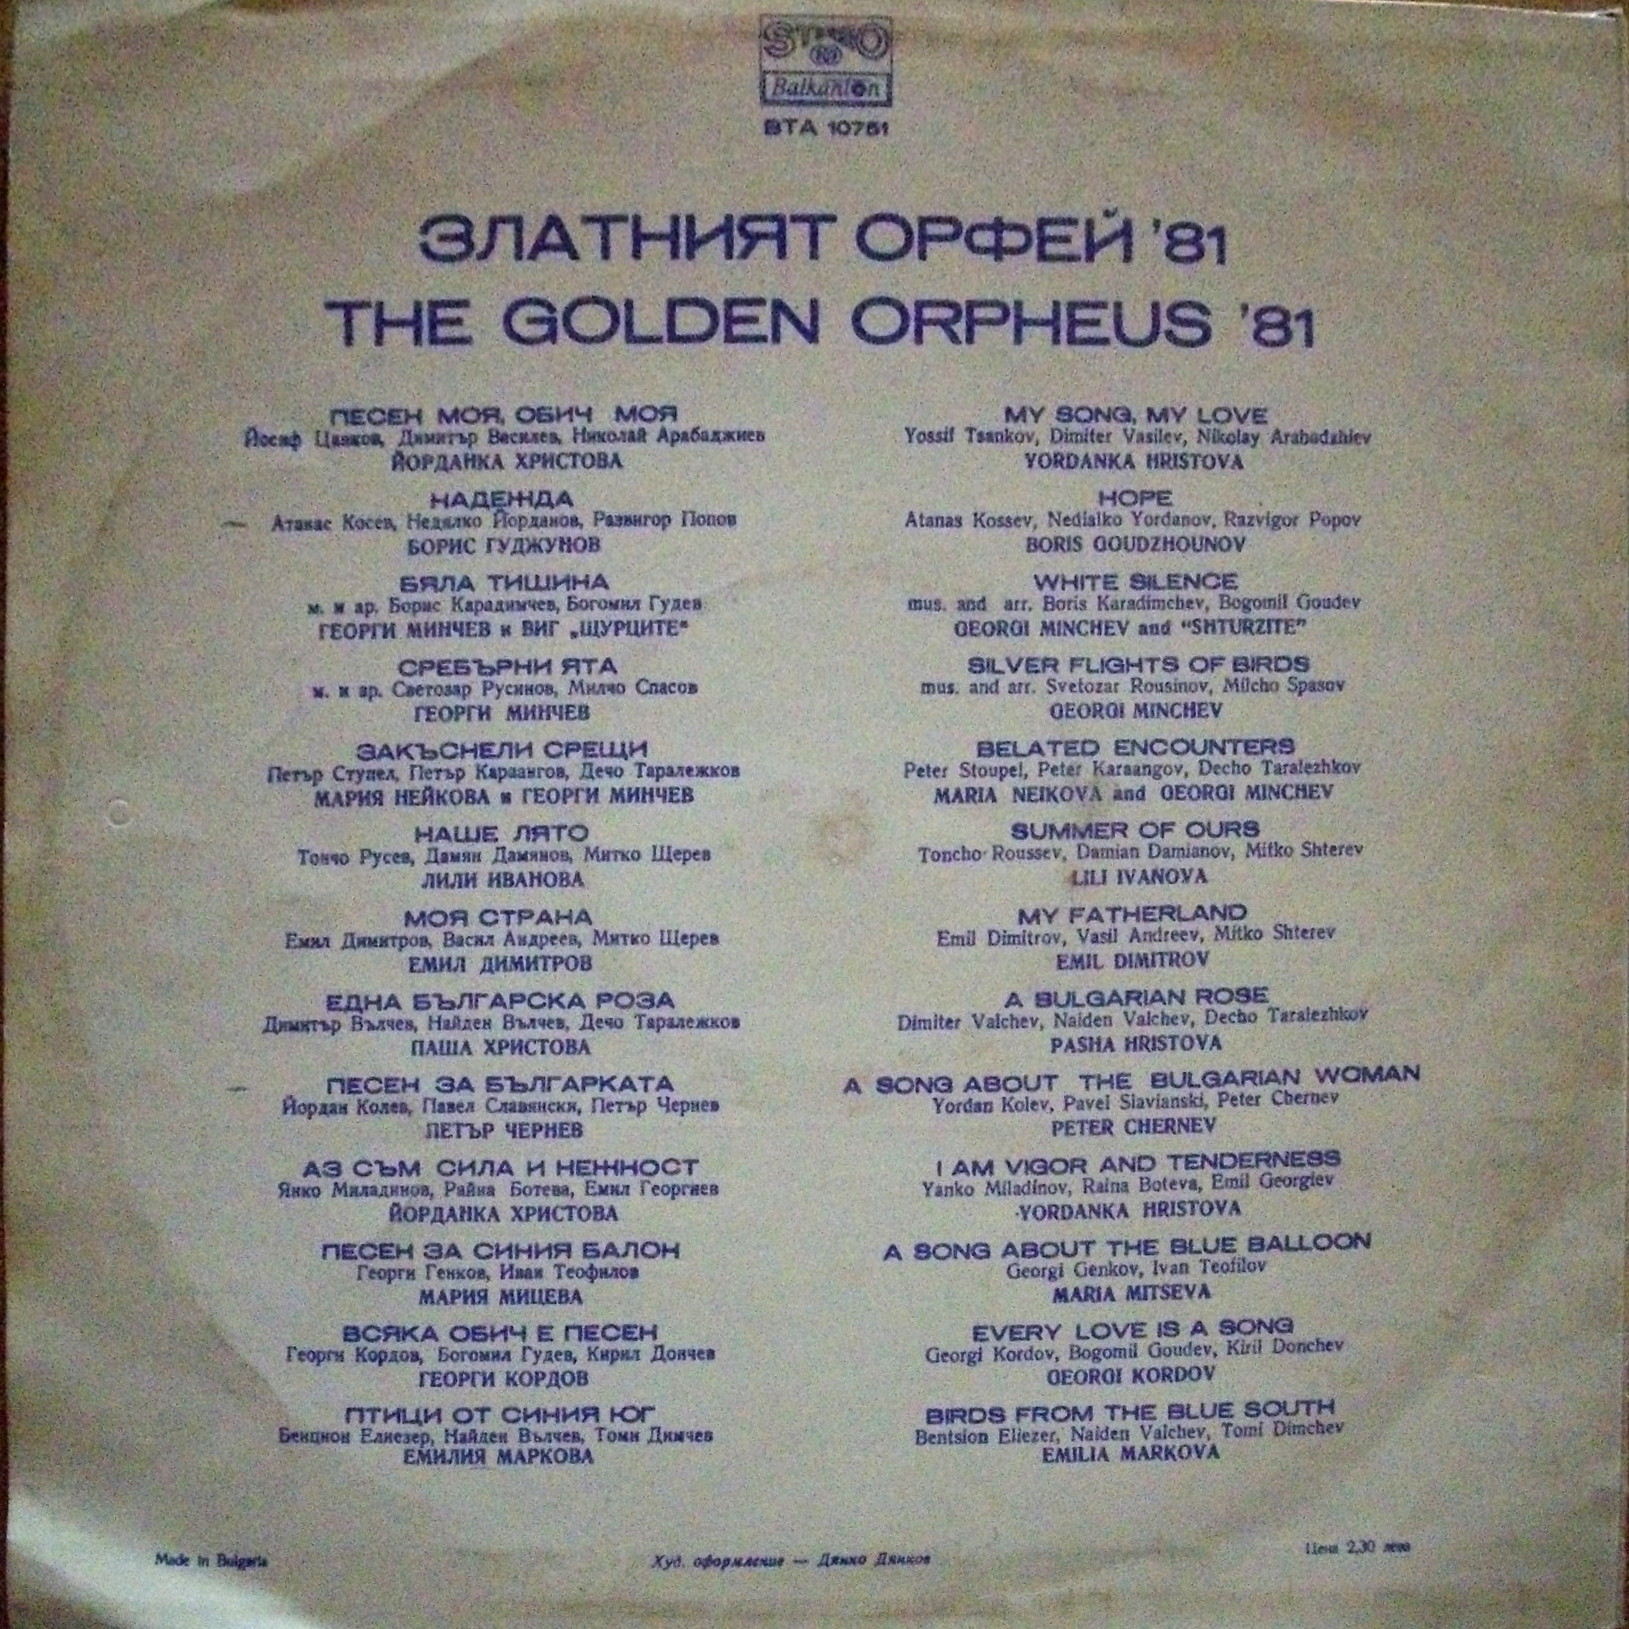 STEREO
Balkanton
ВТА 10751
ЗЛАТНИЯТ ОРФЕЙ '81
THE GOLDEN ORPHEUS '81
ПЕСЕН МОЯ, ОБИЧ МОЯ
Йосиф Цанков, Димитър Василев, Николай Арабаджиев
ЙОРДАНКА ХРИСТОВА
НАДЕЖДА
Атанас Косев, Недялко Йорданов, Развигор Попов
БОРИС ГУДЖУНОВ
БЯЛА ТИШИНА
м. и ар. Борис Карадимчев, Богомил Гудев
ГЕОРГИ МИНЧЕВ и ВИГ „ЩУРЦИТЕ"
СРЕБЪРНИ ЯТА
м. и ар. Светозар Русинов, Милчо Спасов
ГЕОРГИ МИНЧЕВ
ЗАКЪСНЕЛИ СРЕЩИ
Петър Ступел, Петър Караангов, Дечо Таралежков
МАРИЯ НЕЙКОВА и ГЕОРГИ МИНЧЕВ
НАШЕ ЛЯТО
Тончо Русев, Дамян Дамянов, Митко Щерев
ЛИЛИ ИВАНОВА
МОЯ СТРАНА
Емил Димитров, Васил Андреев, Митко Щерев
ЕМИЛ ДИМИТРОВ
ЕДНА БЪЛГАРСКА РОЗА
Димитър Вълчев, Найден Вълчев, Дечо Таралежков
ПАША ХРИСТОВА
ПЕСЕН ЗА БЪЛГАРКАТА
Йордан Колев, Павел Славянски, Петър Чернев
ПЕТЪР ЧЕРНЕВ
АЗ СЪМ СИЛА И НЕЖНОСТ
Янко Миладинов, Райна Ботева, Емил Георгиев
ЙОРДАНКА ХРИСТОВА
ПЕСЕН ЗА СИНИЯ БАЛОН
Георги Генков, Иван Теофилов
МАРИЯ МИЦЕВА
ВСЯКА ОБИЧ Е ПЕСЕН
Георги Кордов, Богомил Гудев, Кирил Дончев
ГЕОРГИ КОРДОВ
ПТИЦИ ОТ СИНИЯ ЮГ
Бенцион Елиезер, Найден Вълчев, Томи Димчев
ЕМИЛИЯ МАРКОВА
MY SONG, MY LOVE
Yossif Tsankov, Dimiter Vasilev, Nikolay Arabadzhiev
YORDANKA HRISTOVA
HOPE
Atanas Kossev, Nedialko Yordanov, Razvigor Popov
BORIS GOUDZHOUNOV
WHITE SILENCE
mus. and arr. Boris Karadimchev, Bogomil Goudev
GEORGI MINCHEV and "SHTURZITE"
SILVER FLIGHTS OF BIRDS
mus. and arr. Svetozar Rousinov, Milcho Spasov
GEORGI MINCHEV
BELATED ENCOUNTERS
Peter Stoupel, Peter Karaangov, Decho Taralezhkov
MARIA NEIKOVA and GEORGI MINCHEV
SUMMER OF OURS
Toncho Roussev, Damian Damianov, Mitko Shterev
LILI IVANOVA
MY FATHERLAND
Emil Dimitrov, Vasil Andreev, Mitko Shterev
EMIL DIMITROV
A BULGARIAN ROSE
Dimiter Valchev, Naiden Valchev, Decho Taralezhkov
PASHA HRISTOVA
A SONG ABOUT THE BULGARIAN WOMAN
Yordan Kolev, Pavel Slavianski, Peter Chernev
PETER CHERNEV
I AM VIGOR AND TENDERNESS
Yanko Miladinov, Raina Boteva, Emil Georgiev
YORDANKA HRISTOVA
A SONG ABOUT THE BLUE BALLOON
Georgi Genkov, Ivan Teofilov
MARIA MITSEVA
EVERY LOVE IS A SONG
Georgi Kordov, Bogomil Goudev, Kiril Donchev
GEORGI KORDOV
BIRDS FROM THE BLUE SOUTH
Bentsion Eliezer, Naiden Valchev, Tomi Dimchev
EMILIA MARKOVA
Made in Bulgaria
Худ. оформление — Дянко Дянков
Цена 2,30 лева